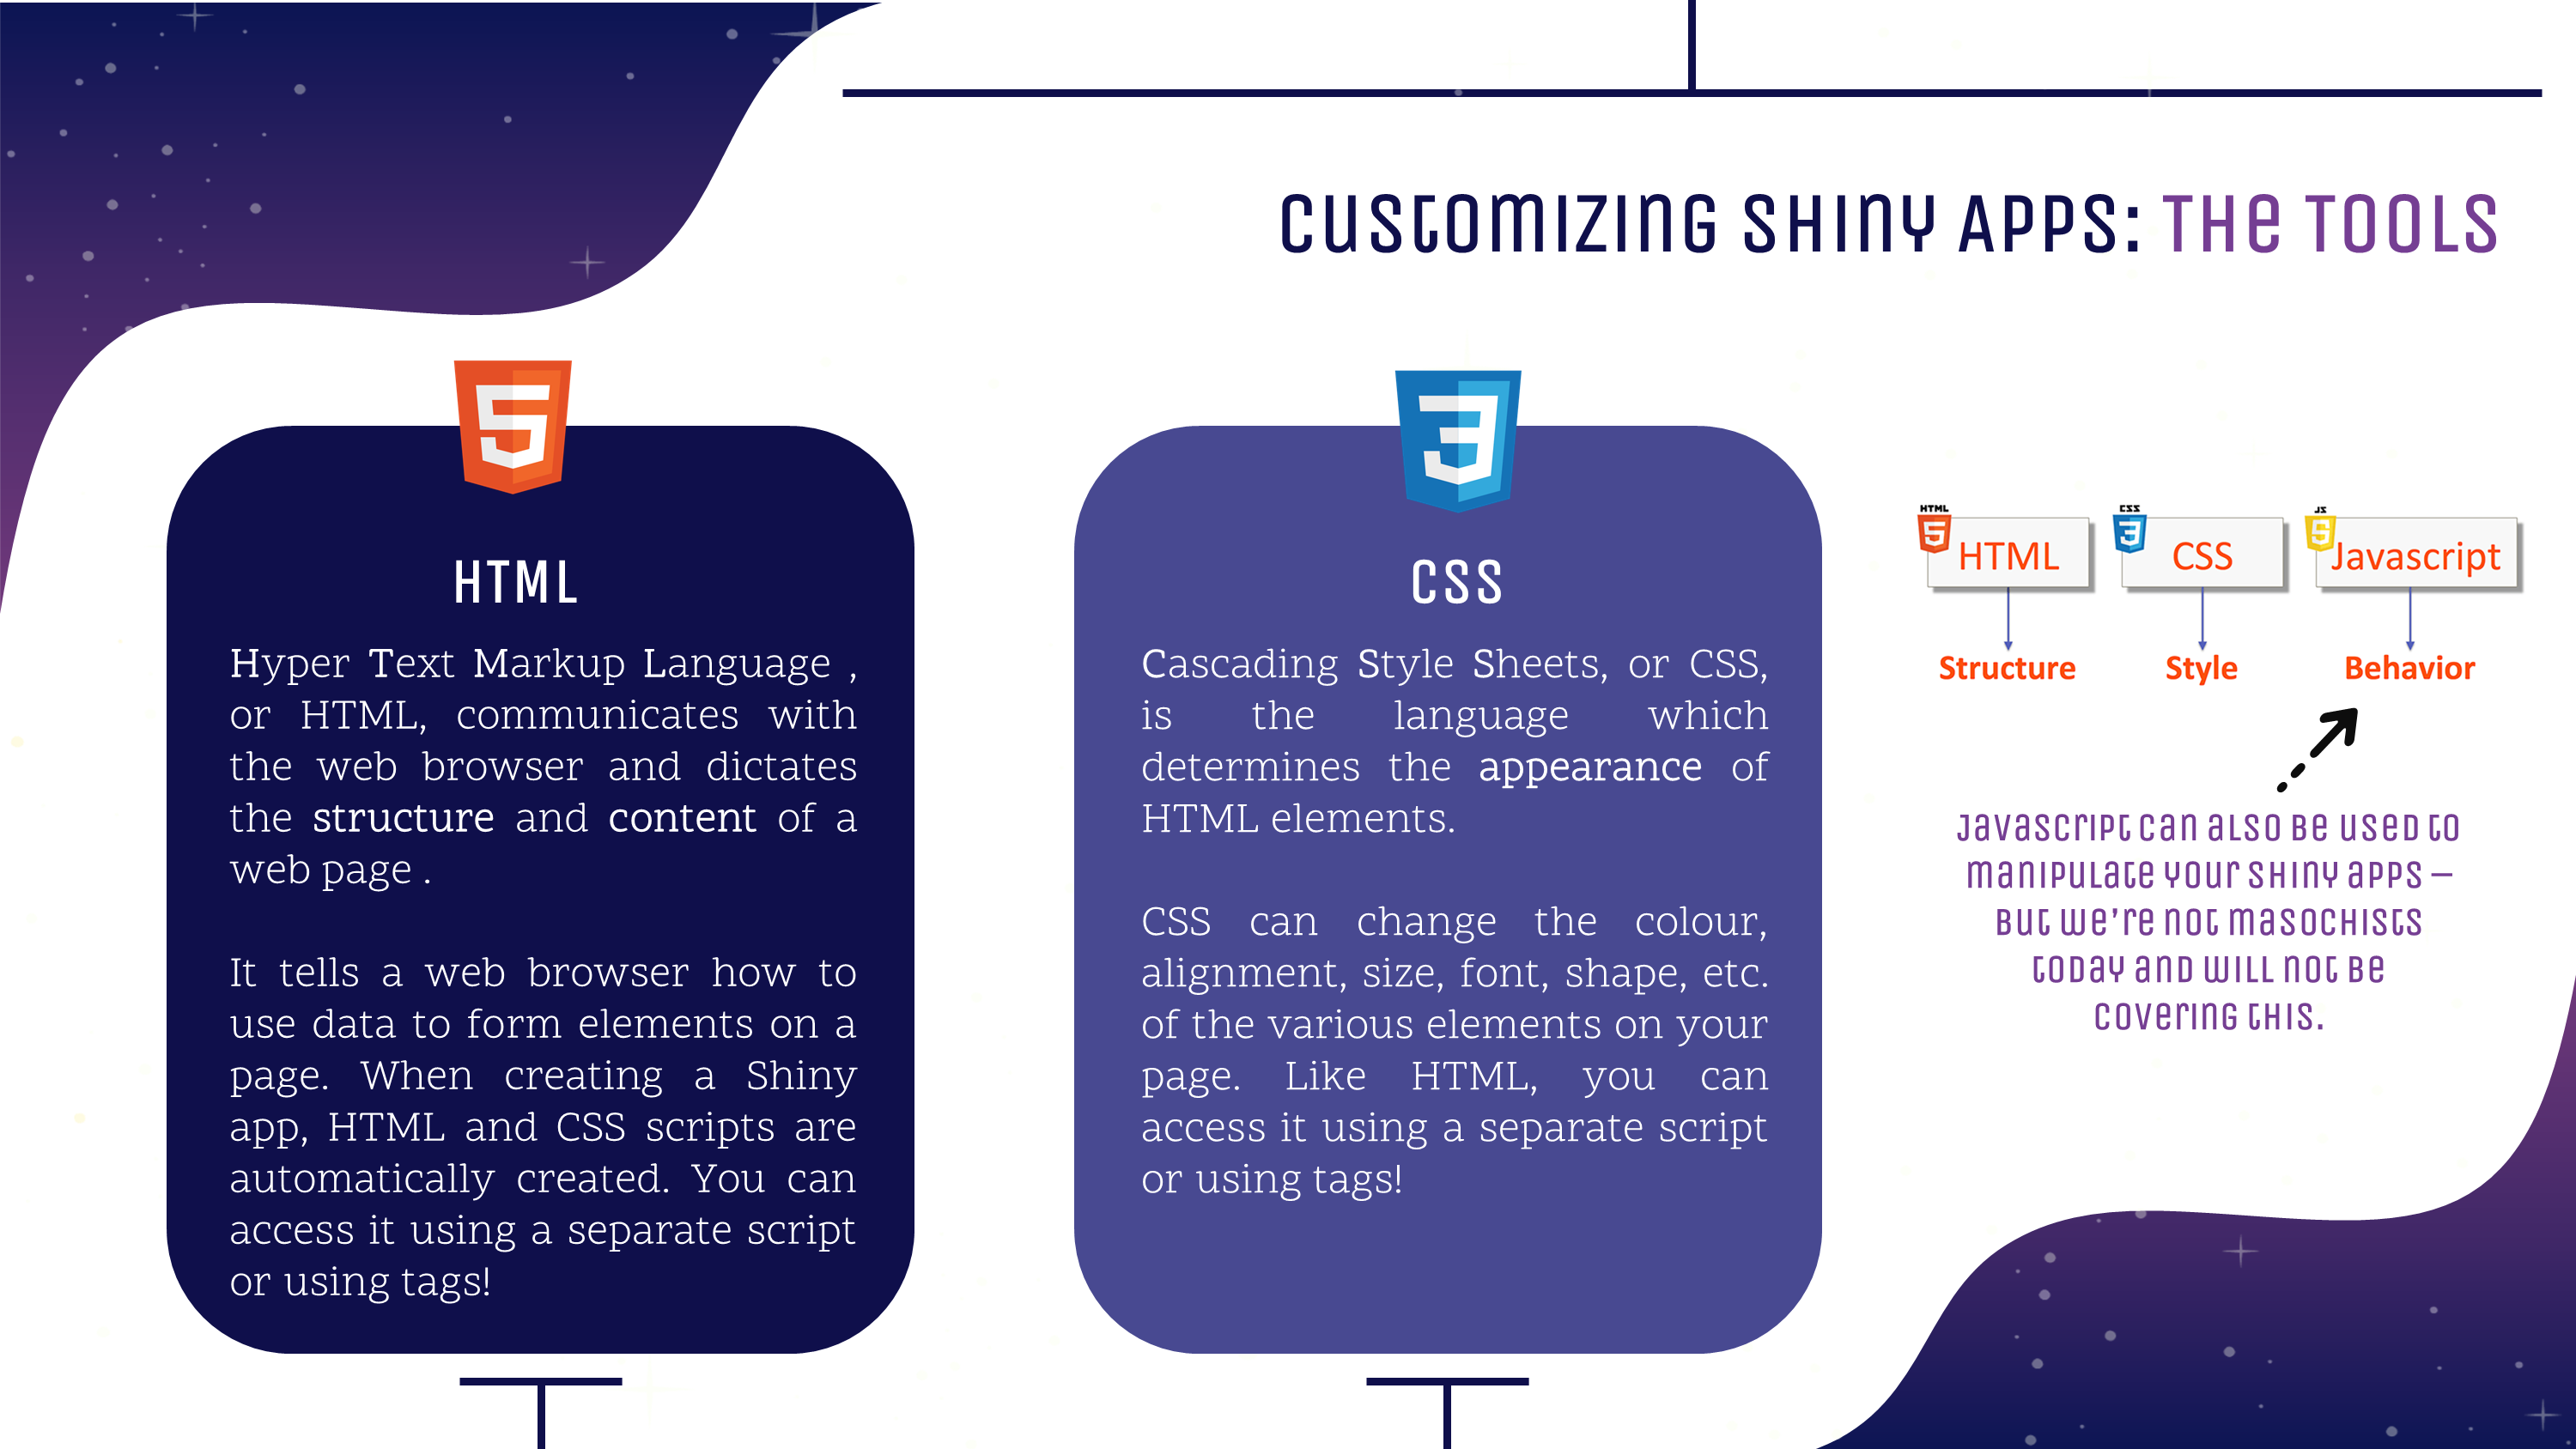 Customizing Shiny Apps: The Tools
HTML
Hyper Text Markup Language ,
or HTML, communicates with
the web browser and dictates
the structure and content of a
web page .
It tells a web browser how to
use data to form elements on a
page. When creating a Shiny
app, HTML and CSS scripts are
automatically created. You can
access it using a separate script
or using tags!
CSS
Cascading Style Sheets, or CSS,
is the language which
determines the appearance of
HTML elements.
CSS can change the colour,
alignment, size, font, shape, etc.
of the various elements on your
page. Like HTML, you can
access it using a separate script
or using tags!
HTML CSS JS
HTML CSS Javascript
Structure Style Behavior
Javascript can also be used to
manipulate your shiny apps –
but we're not masochists
today and will not be
covering this.